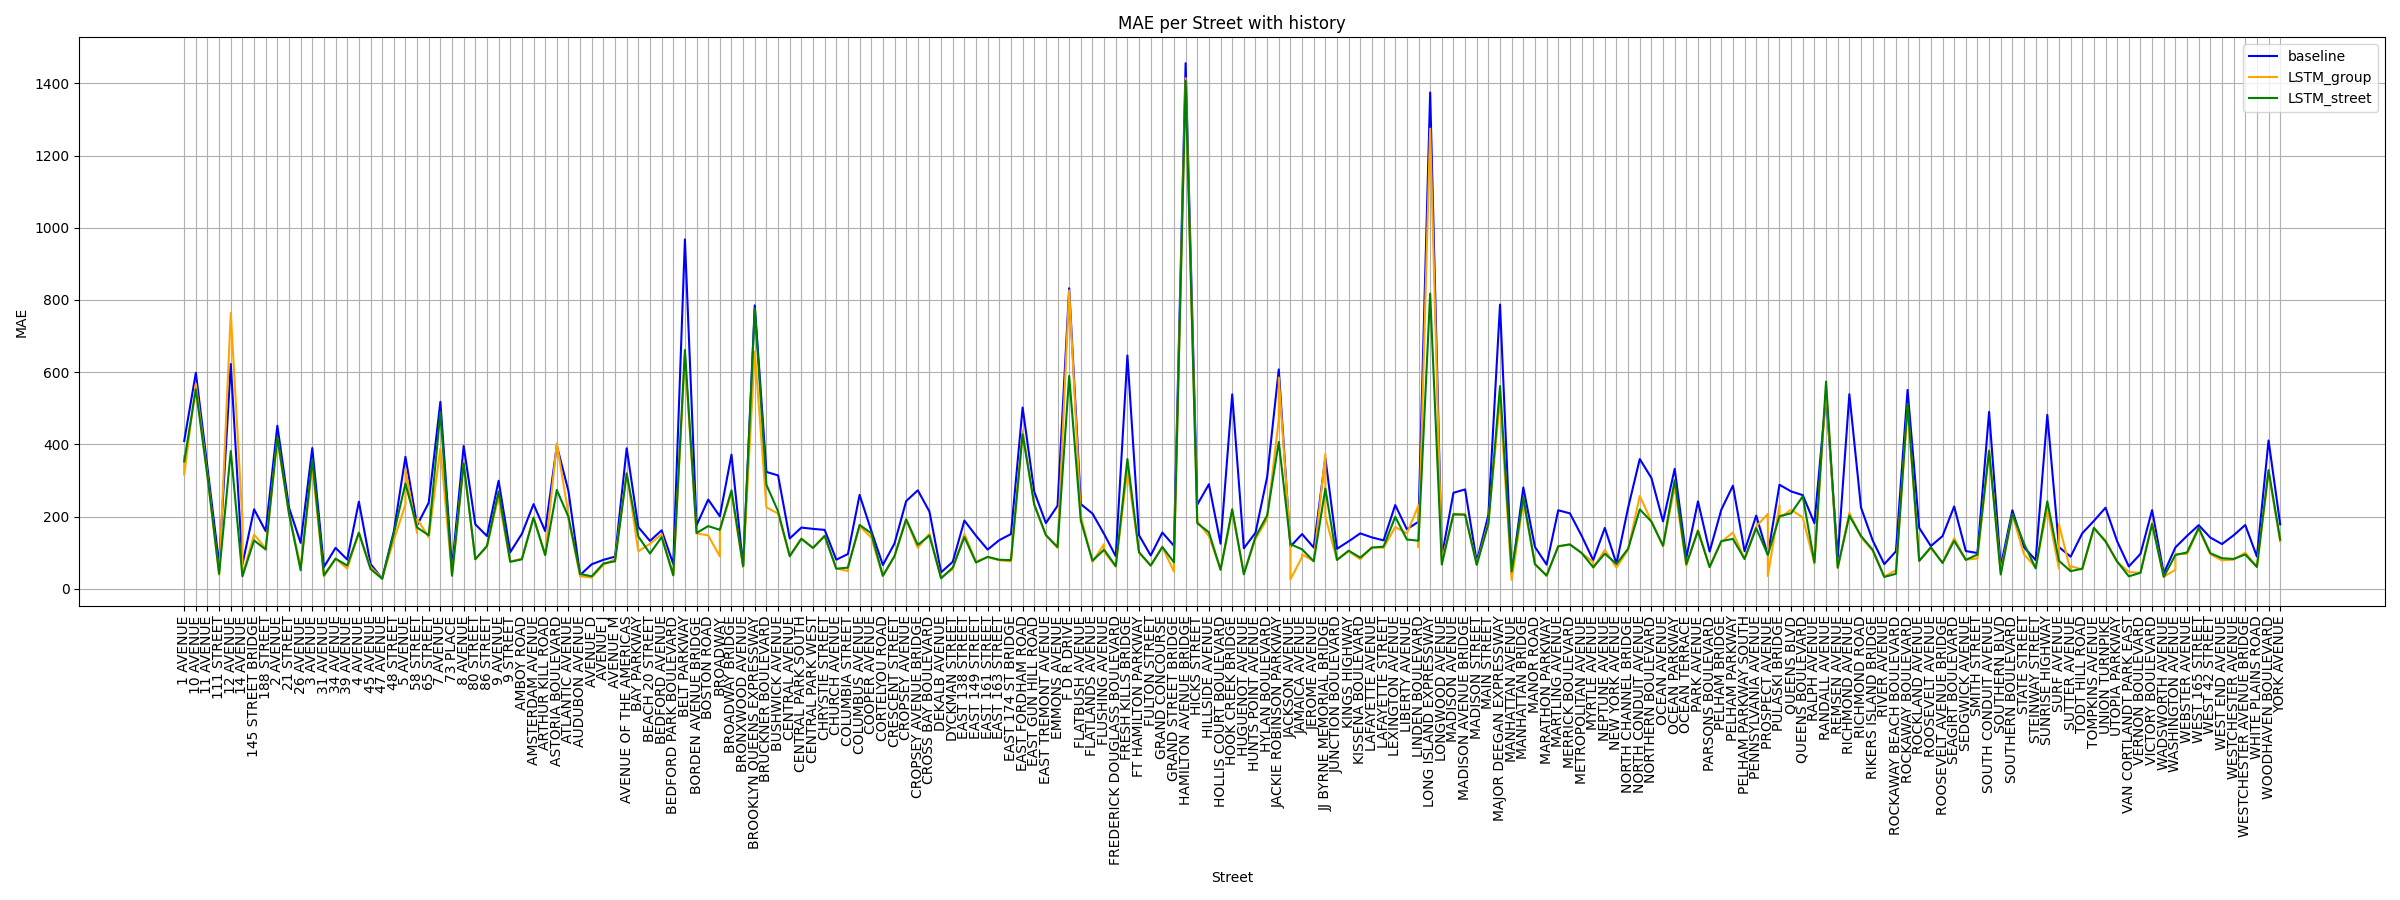 MAE per Street with history
baseline
LSTM_group
LSTM_street
MAE
1400
1200
1000
800
600
400
200
0
1 AVENUE
10 AVENUE
11 AVENUE
111 STREET
12 AVENUE
14 AVENUE
145 STREET BRIDGE
188 STREET
2 AVENUE
21 STREET
26 AVENUE
3 AVENUE
31 AVENUE
34 AVENUE
39 AVENUE
4 AVENUE
45 AVENUE
47 AVENUE
48 STREET
5 AVENUE
58 STREET
65 STREET
7 AVENUE
73 PLACE
8 AVENUE
80 STREET
86 STREET
9 AVENUE
9 STREET
AMBOY ROAD
AMSTERDAM AVENUE
ARTHUR KILL ROAD
ASTORIA BOULEVARD
ATLANTIC AVENUE
AUDUBON AVENUE
AVENUE D
AVENUE J
AVENUE M
AVENUE OF THE AMERICAS
BAY PARKWAY
BEACH 20 STREET
BEDFORD AVENUE
BEDFORD PARK BOULEVARD
BELT PARKWAY
BORDEN AVENUE BRIDGE
BOSTON ROAD
BROADWAY
BROADWAY BRIDGE
BRONXWOOD AVENUE
BROOKLYN QUEENS EXPRESSWAY
BRUCKNER BOULEVARD
BUSHWICK AVENUE
CENTRAL AVENUE
CENTRAL PARK SOUTH
CENTRAL PARK WEST
CHRYSTIE STREET
CHURCH AVENUE
COLUMBIA STREET
COLUMBUS AVENUE
COOPER AVENUE
CORTELYOU ROAD
CRESCENT STREET
CROPSEY AVENUE
CROPSEY AVENUE BRIDGE
CROSS BAY BOULEVARD
DEKALB AVENUE
DYCKMAN STREET
EAST 138 STREET
EAST 149 STREET
EAST 161 STREET
EAST 163 STREET
EAST 174 ST BRIDGE
EAST FORDHAM ROAD
EAST GUN HILL ROAD
EAST TREMONT AVENUE
EMMONS AVENUE
F D R DRIVE
FLATBUSH AVENUE
FLATLANDS AVENUE
FLUSHING AVENUE
FREDERICK DOUGLASS BOULEVARD
FRESH KILLS BRIDGE
FT HAMILTON PARKWAY
FULTON STREET
GRAND CONCOURSE
GRAND STREET BRIDGE
HAMILTON AVENUE BRIDGE
HICKS STREET
HILLSIDE AVENUE
HOLLIS COURT BOULEVARD
HOOK CREEK BRIDGE
HUGUENOT AVENUE
HUNTS POINT AVENUE
HYLAN BOULEVARD
JACKIE ROBINSON PARKWAY
JACKSON AVENUE
JAMAICA AVENUE
JEROME AVENUE
JJ BYRNE MEMORIAL BRIDGE
JUNCTION BOULEVARD
KINGS HIGHWAY
KISSENA BOULEVARD
LAFAYETTE AVENUE
LAFAYETTE STREET
LEXINGTON AVENUE
LIBERTY AVENUE
LINDEN BOULEVARD
LONG ISLAND EXPRESSWAY
LONGWOOD AVENUE
MADISON AVENUE
MADISON AVENUE BRIDGE
MADISON STREET
MAIN STREET
MAJOR DEEGAN EXPRESSWAY
MANHATTAN AVENUE
MANHATTAN BRIDGE
MANOR ROAD
MARATHON PARKWAY
MARTLING AVENUE
MERRICK BOULEVARD
METROPOLITAN AVENUE
MYRTLE AVENUE
NEPTUNE AVENUE
NEW YORK AVENUE
NORTH CHANNEL BRIDGE
NORTH CONDUIT AVENUE
NORTHERN BOULEVARD
OCEAN AVENUE
OCEAN PARKWAY
OCEAN TERRACE
PARK AVENUE
PARSONS BOULEVARD
PELHAM BRIDGE
PELHAM PARKWAY
PELHAM PARKWAY SOUTH
PENNSYLVANIA AVENUE
PROSPECT AVENUE
PULASKI BRIDGE
QUEENS BLVD
QUEENS BOULEVARD
RALPH AVENUE
RANDALL AVENUE
REMSEN AVENUE
RICHMOND AVENUE
RICHMOND ROAD
RIKERS ISLAND BRIDGE
RIVER AVENUE
ROCKAWAY BEACH BOULEVARD
ROCKAWAY BOULEVARD
ROCKLAND AVENUE
ROOSEVELT AVENUE
ROOSEVELT AVENUE BRIDGE
SEAGIRT BOULEVARD
SEDGWICK AVENUE
SMITH STREET
SOUTH CONDUIT AVENUE
SOUTHERN BLVD
SOUTHERN BOULEVARD
STATE STREET
STEINWAY STREET
SUNRISE HIGHWAY
SURF AVENUE
SUTTER AVENUE
TODT HILL ROAD
TOMPKINS AVENUE
UNION TURNPIKE
UTOPIA PARKWAY
VAN CORTLANDT PARK EAST
VERNON BOULEVARD
VICTORY BOULEVARD
WADSWORTH AVENUE
WASHINGTON AVENUE
WEBSTER AVENUE
WEST 165 STREET
WEST 42 STREET
WEST END AVENUE
WESTCHESTER AVENUE
WESTCHESTER AVENUE BRIDGE
WHITE PLAINS ROAD
WOODHAVEN BOULEVARD
YORK AVENUE
Street